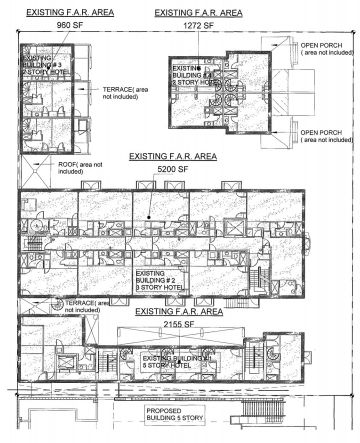 EXISTING F.A.R. AREA
960 SF
EXISTING F.A.R. AREA
1272 SF
EXISTING
BUILDING # 3
2 STORY HOTEL
TERRACE( area
not included)
EXISTING
BUILDING # 4
2 STORY HOTEL
OPEN PORCH
( area not included)
OPEN PORCH
( area not included)
ROOF( area not
included)
EXISTING F.A.R. AREA
5200 SF
EXISTING
BUILDING # 2
3 STORY HOTEL
TERRACE( area
not included)
EXISTING F.A.R. AREA
2155 SF
EXISTING BUILDING #1
5 STORY HOTEL
PROPOSED
BUILDING 5 STORY